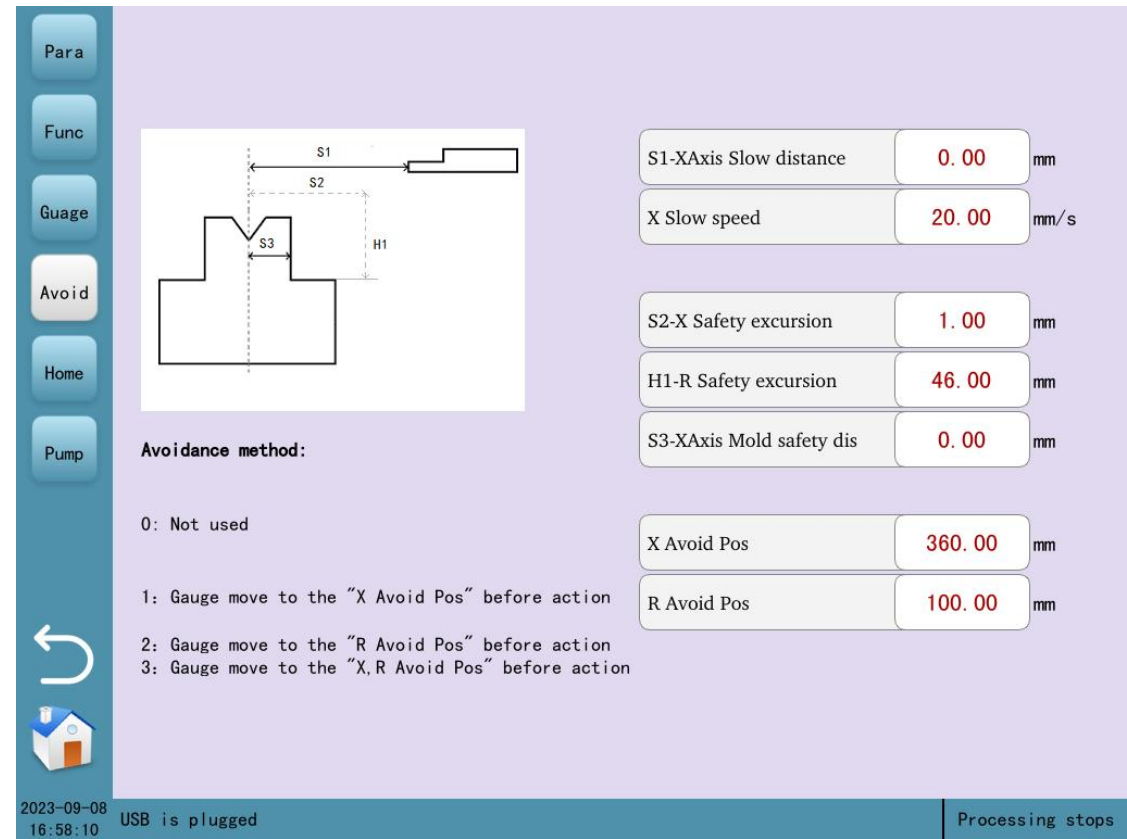 Para
Func
Guage
Avoid
Home
Pump
2023-09-08
16:58:10
S1
S2
S3
H1
Avoidance method:
0: Not used
1: Gauge move to the "X Avoid Pos" before action
2: Gauge move to the "R Avoid Pos" before action
3: Gauge move to the "X,R Avoid Pos" before action
S1-XAxis Slow distance 0.00 mm
X Slow speed 20.00 mm/s
S2-X Safety excursion 1.00 mm
H1-R Safety excursion 46.00 mm
S3-XAxis Mold safety dis 0.00 mm
X Avoid Pos 360.00 mm
R Avoid Pos 100.00 mm
USB is plugged
Processing stops